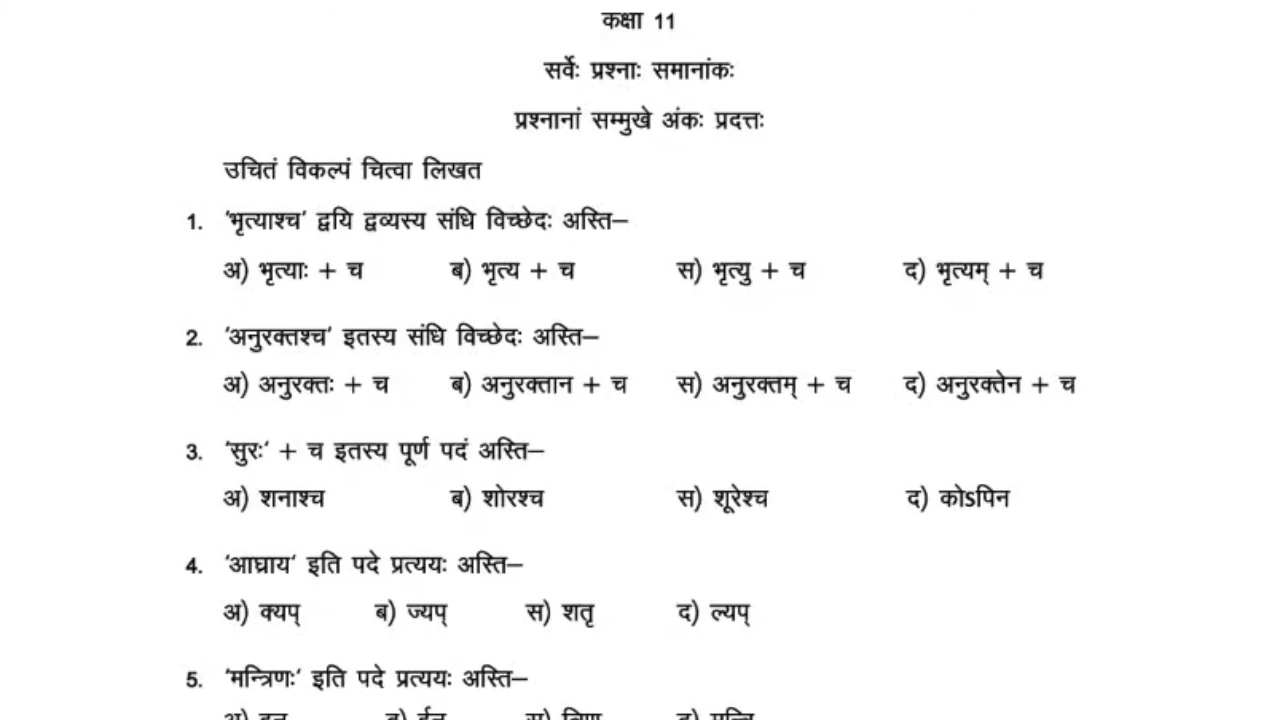 कक्षा 11
सर्वेः प्रश्नाः समानांकः
प्रश्नानां सम्मुखे अंकः प्रदत्तः
उचितं विकल्पं चित्वा लिखत
1. ‘भृत्याश्च’ द्वयि द्वव्यस्य संधि विच्छेदः अस्ति–
अ) भृत्याः + च ब) भृत्य + च स) भृत्यु + च द) भृत्यम् + च
2. ‘अनुरक्तश्च’ इतस्य संधि विच्छेदः अस्ति–
अ) अनुरक्तः + च ब) अनुरक्तान + च स) अनुरक्तम् + च द) अनुरक्तेन + च
3. ‘सुरः’ + च इतस्य पूर्ण पदं अस्ति–
अ) शनाश्च ब) शोरश्च स) शूरेश्च द) कोsपिन
4. ‘आघ्राय’ इति पदे प्रत्ययः अस्ति–
अ) क्यप् ब) ज्यप् स) शतृ द) ल्यप्
5. ‘मन्त्रिणः’ इति पदे प्रत्ययः अस्ति–